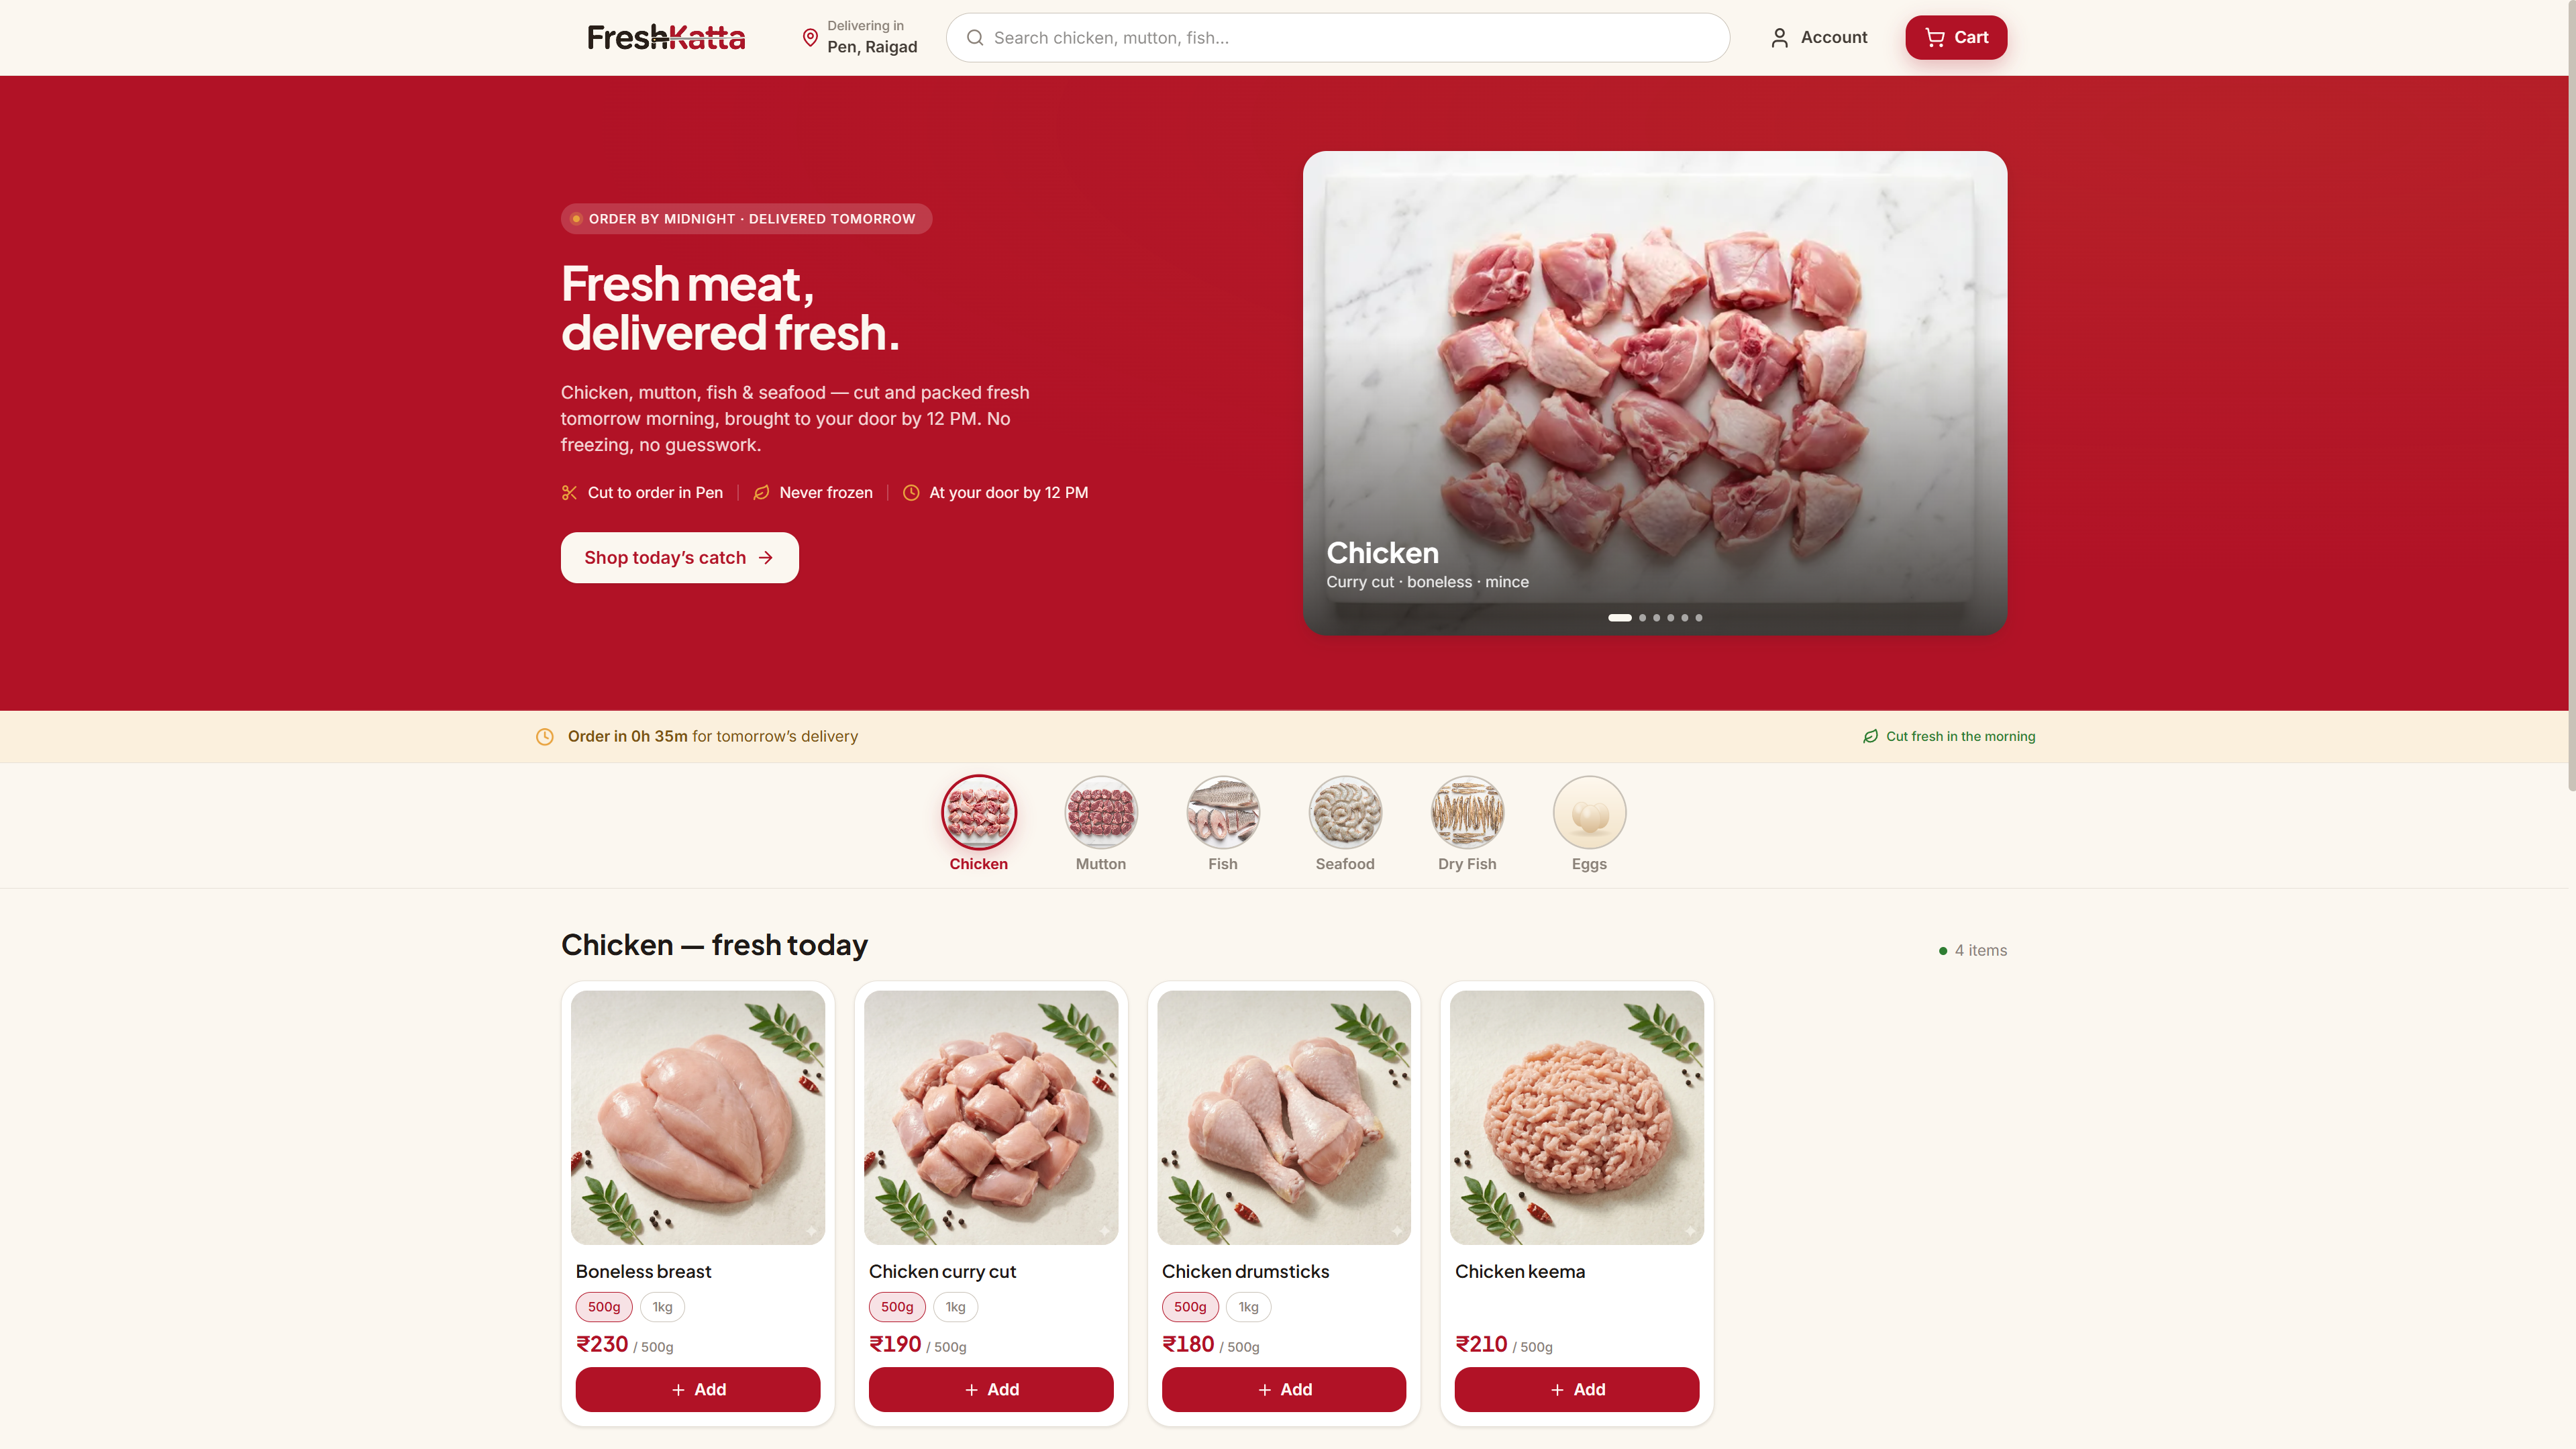 FreshKatta
Delivering in
Pen, Raigad
Search chicken, mutton, fish...
Account
Cart
ORDER BY MIDNIGHT · DELIVERED TOMORROW
Fresh meat,
delivered fresh.
Chicken, mutton, fish & seafood — cut and packed fresh
tomorrow morning, brought to your door by 12 PM. No
freezing, no guesswork.
Cut to order in Pen
Never frozen
At your door by 12 PM
Shop today’s catch
Chicken
Curry cut · boneless · mince
Order in 0h 35m for tomorrow’s delivery
Cut fresh in the morning
Chicken
Mutton
Fish
Seafood
Dry Fish
Eggs
Chicken — fresh today
4 items
Boneless breast
500g
1kg
₹230 / 500g
+ Add
Chicken curry cut
500g
1kg
₹190 / 500g
+ Add
Chicken drumsticks
500g
1kg
₹180 / 500g
+ Add
Chicken keema
₹210 / 500g
+ Add